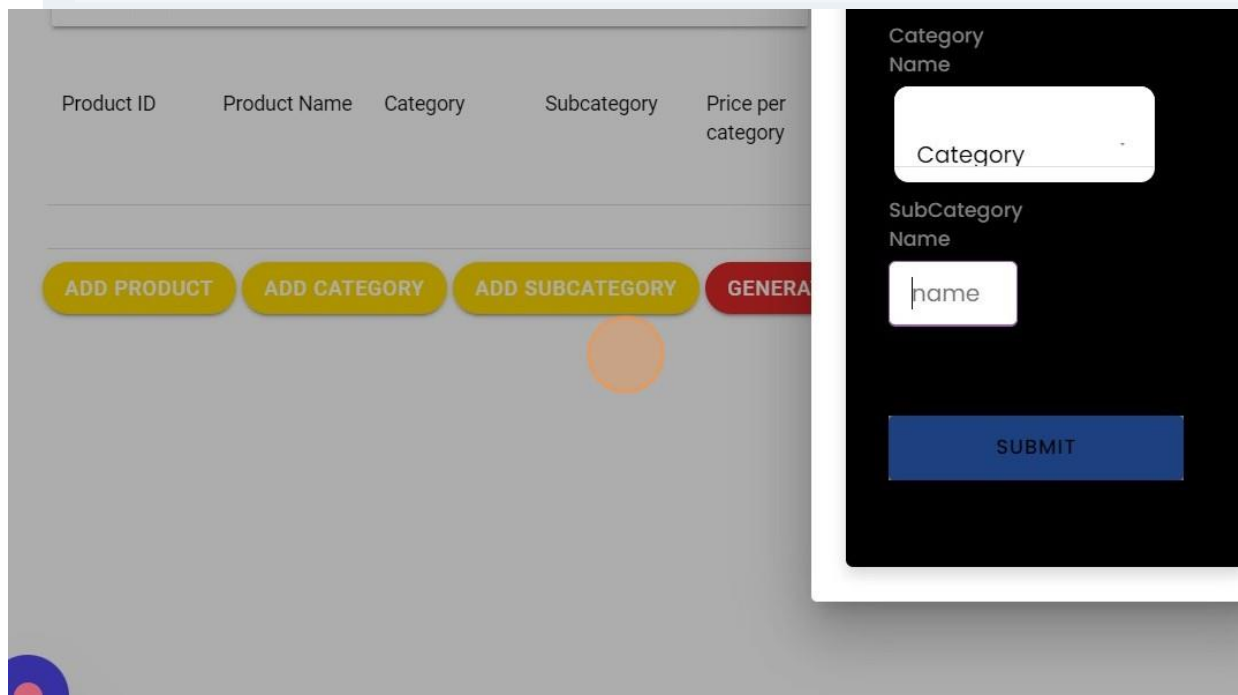 Product ID Product Name Category Subcategory Price per
category
ADD PRODUCT ADD CATEGORY ADD SUBCATEGORY GENERA
Category
Name
Category
SubCategory
Name
name
SUBMIT